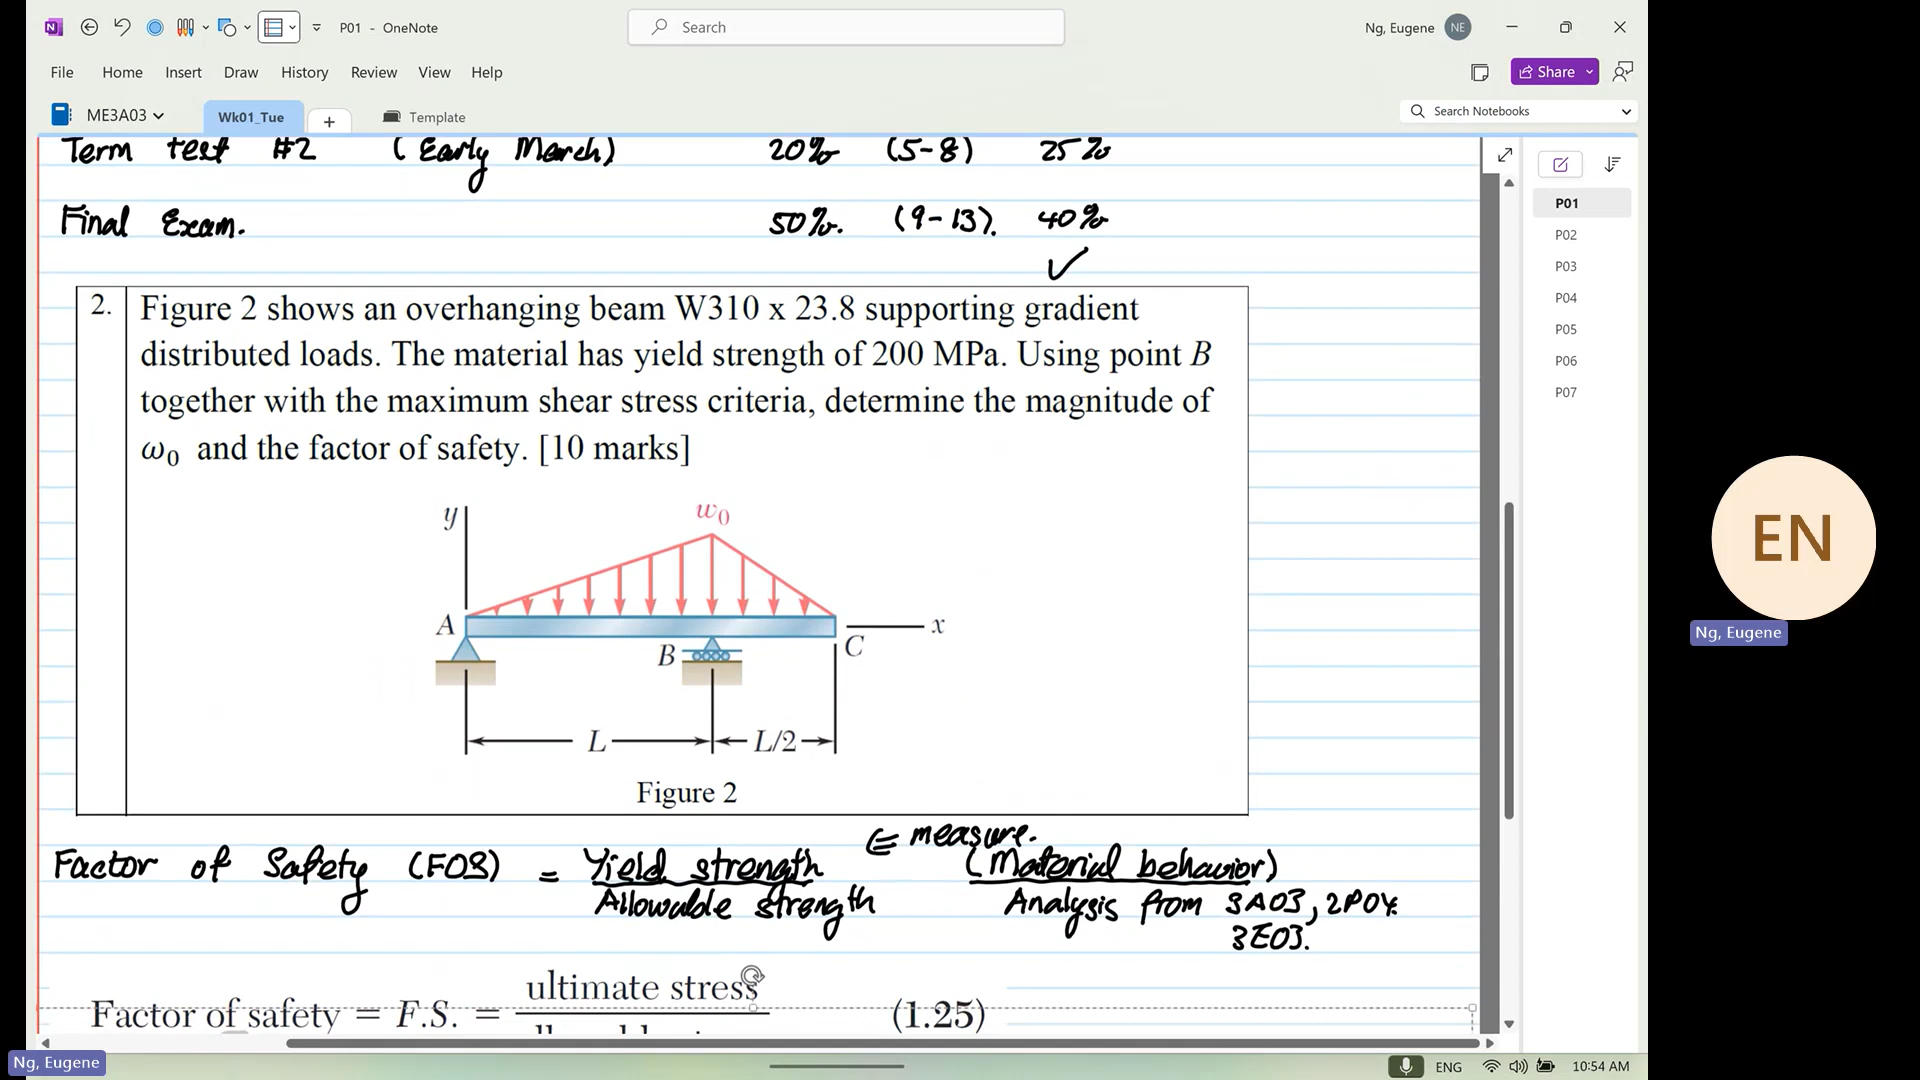 P01 - OneNote
Search
Ng, Eugene
NE
File Home Insert Draw History Review View Help
Share
ME3A03
Wk01_Tue
+
Template
Search Notebooks
Term test #2 (Early March) 20% (5-8) 25%
Final Exam. 50%. (9-13). 40%
✓
2. Figure 2 shows an overhanging beam W310 x 23.8 supporting gradient
distributed loads. The material has yield strength of 200 MPa. Using point B
together with the maximum shear stress criteria, determine the magnitude of
ω0 and the factor of safety. [10 marks]
y
w0
A
x
B
C
L
L/2
Figure 2
⇐ measure.
Factor of Safety (FOS) = Yield strength (Material behavior)
Allowable strength Analysis from 3A03, 2P04.
3E03.
ultimate stress
Factor of safety = F.S. = (1.25)
P01
P02
P03
P04
P05
P06
P07
EN
Ng, Eugene
Ng, Eugene
ENG
10:54 AM